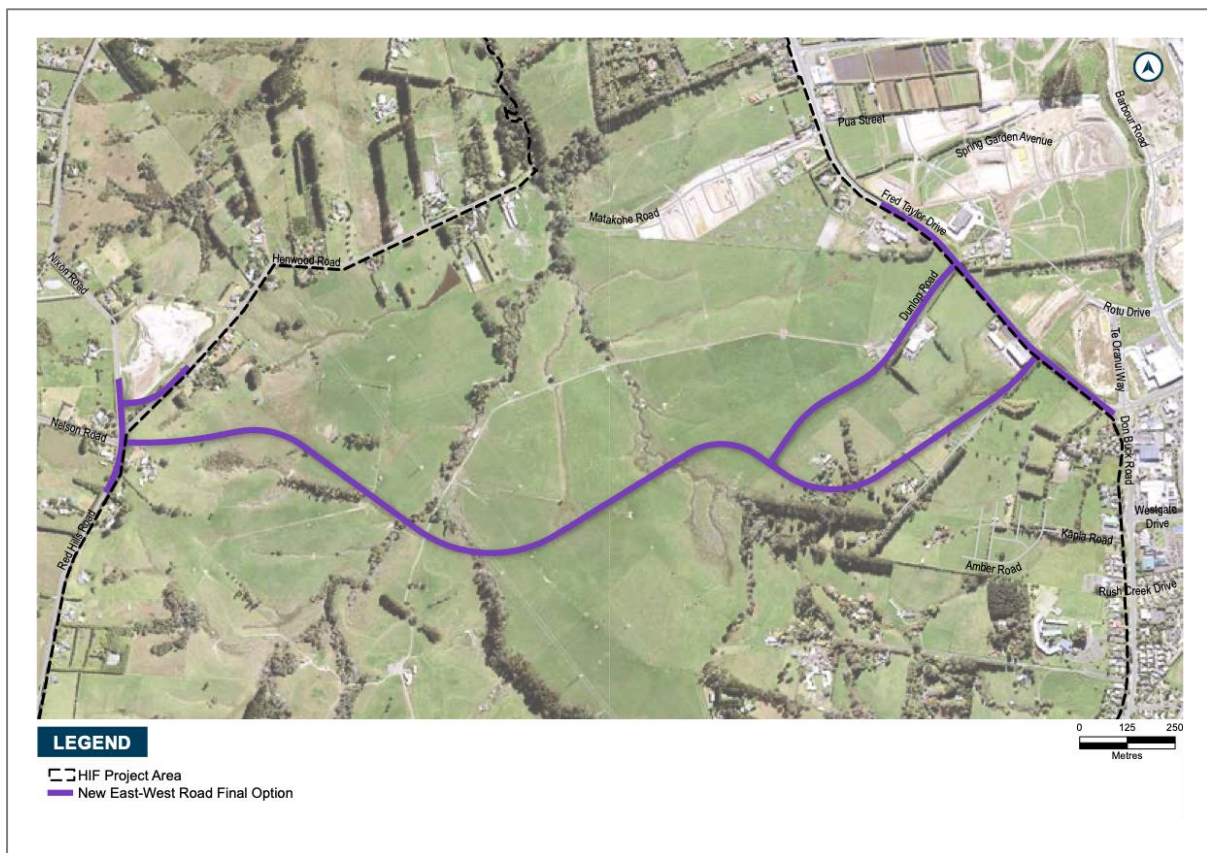 Barbour Road
Pua Street
Spring Garden Avenue
Matakohe Road
Fred Taylor Drive
Henwood Road
Nixon Road
Dunlop Road
Rotu Drive
Te Oranui Way
Nelson Road
Don Buck Road
Westgate
Drive
Red Hills Road
Kapia Road
Amber Road
Rush Creek Drive
LEGEND
HIF Project Area
New East-West Road Final Option
0 125 250
Metres